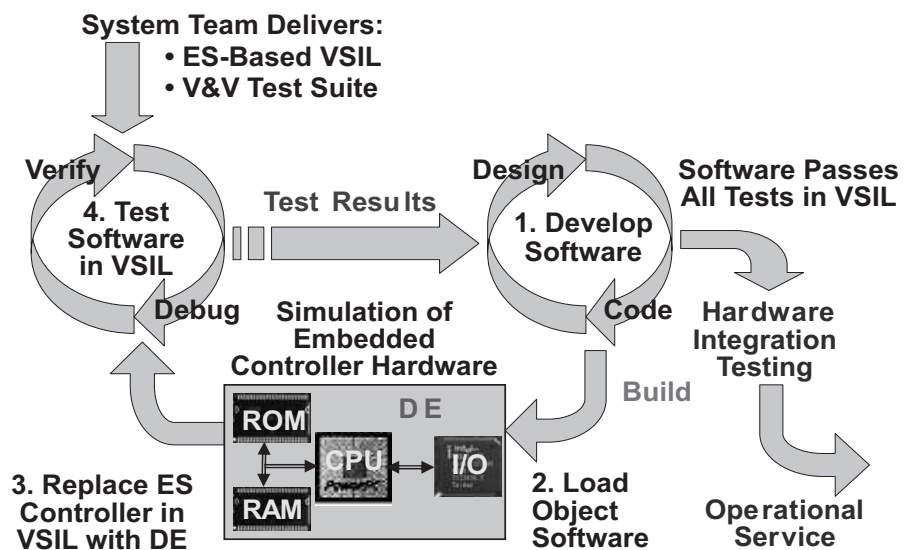 System Team Delivers:
• ES-Based VSIL
• V&V Test Suite
Verify
4. Test
Software
in VSIL
Debug
Test Results
Design
1. Develop
Software
Code
Software Passes
All Tests in VSIL
Hardware
Integration
Testing
Operational
Service
Build
2. Load
Object
Software
Simulation of
Embedded
Controller Hardware
DE
ROM
RAM
CPU
I/O
3. Replace ES
Controller in
VSIL with DE